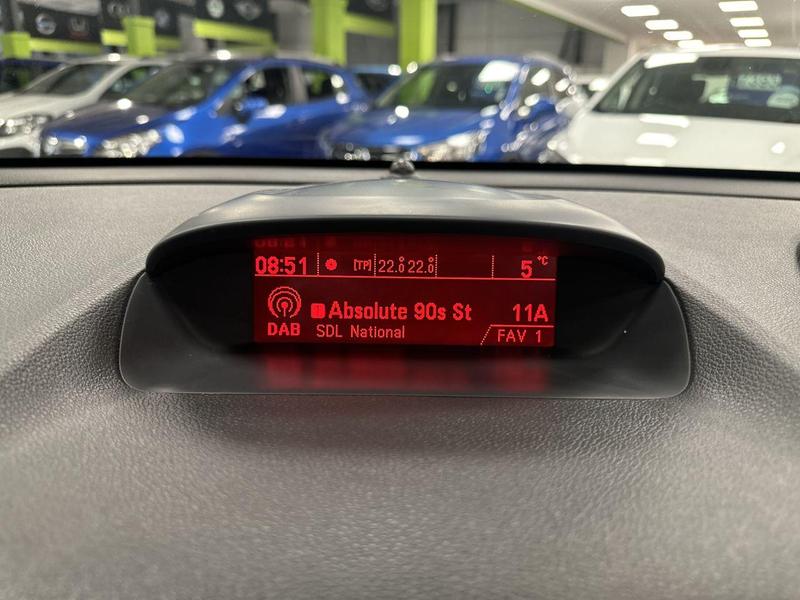 08:51 [TP] 22.0 22.0 5 °C
DAB Absolute 90s St 11A
SDL National FAV 1